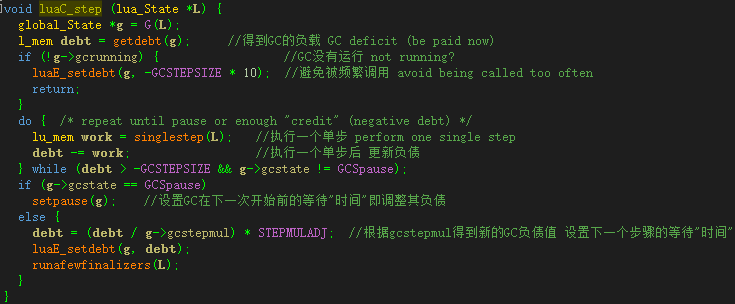 void luaC_step (lua_State *L) {
  global_State *g = G(L);
  l_mem debt = getdebt(g);    //得到GC的负载 GC deficit (be paid now)
  if (!g->gcrunning) {                //GC没有运行 not running?
    luaE_setdebt(g, -GCSTEPSIZE * 10);  //避免被频繁调用 avoid being called too often
    return;
  }
  do {  /* repeat until pause or enough "credit" (negative debt) */
    lu_mem work = singlestep(L);   //执行一个单步 perform one single step
    debt -= work;                  //执行一个单步后 更新负债
  } while (debt > -GCSTEPSIZE && g->gcstate != GCSpause);
  if (g->gcstate == GCSpause)
    setpause(g);    //设置GC在下一次开始前的等待"时间"即调整其负债
  else {
    debt = (debt / g->gcstepmul) * STEPMULADJ;  //根据gcstepmul得到新的GC负债值 设置下一个步骤的等待"时间"
    luaE_setdebt(g, debt);
    runafewfinalizers(L);
  }
}